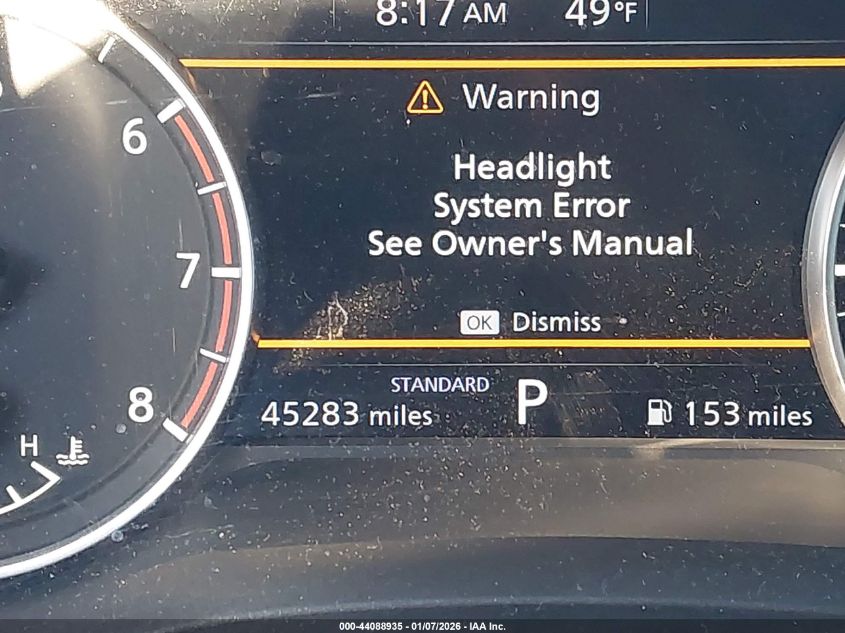 8:17 AM 49°F
6
Warning
Headlight
System Error
See Owner's Manual
7
OK Dismiss
STANDARD
8
45283 miles P 153 miles
H
000-44088935 - 01/07/2026 - IAA Inc.